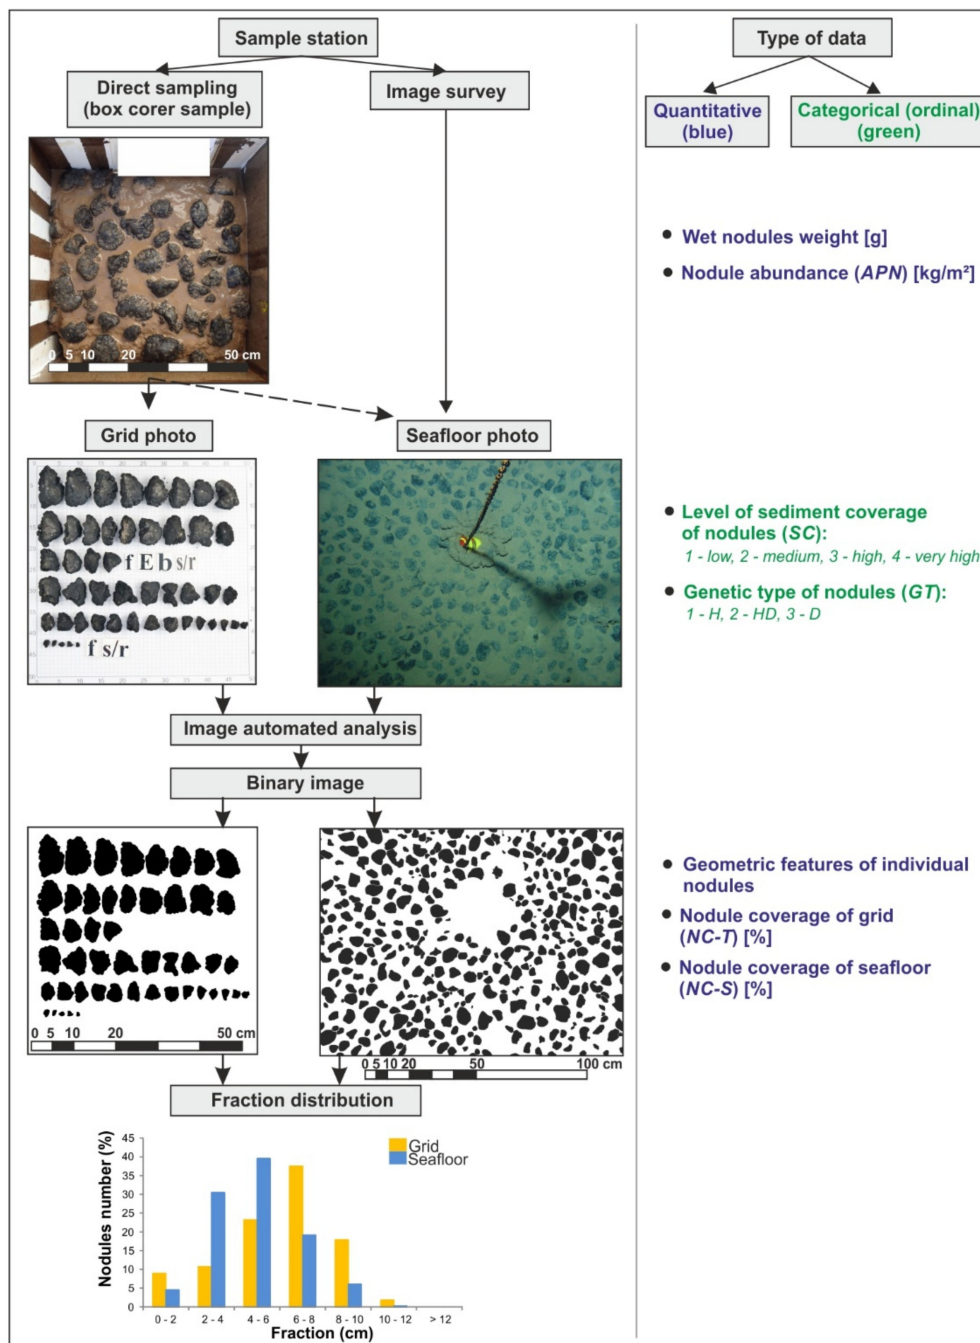 Sample station
Type of data
Direct sampling
(box corer sample)
Image survey
Quantitative
(blue)
Categorical (ordinal)
(green)
0 5 10 20 50 cm
• Wet nodules weight [g]
• Nodule abundance (APN) [kg/m²]
Grid photo
Seafloor photo
f E b s/r
f s/r
• Level of sediment coverage
of nodules (SC):
1 - low, 2 - medium, 3 - high, 4 - very high
• Genetic type of nodules (GT):
1 - H, 2 - HD, 3 - D
Image automated analysis
Binary image
0 5 10 20 50 cm
0 5 10 20 50 100 cm
• Geometric features of individual
nodules
• Nodule coverage of grid
(NC-T) [%]
• Nodule coverage of seafloor
(NC-S) [%]
Fraction distribution
Nodules number (%)
45
40
35
30
25
20
15
10
5
0
Grid
Seafloor
0 - 2 2 - 4 4 - 6 6 - 8 8 - 10 10 - 12 > 12
Fraction (cm)